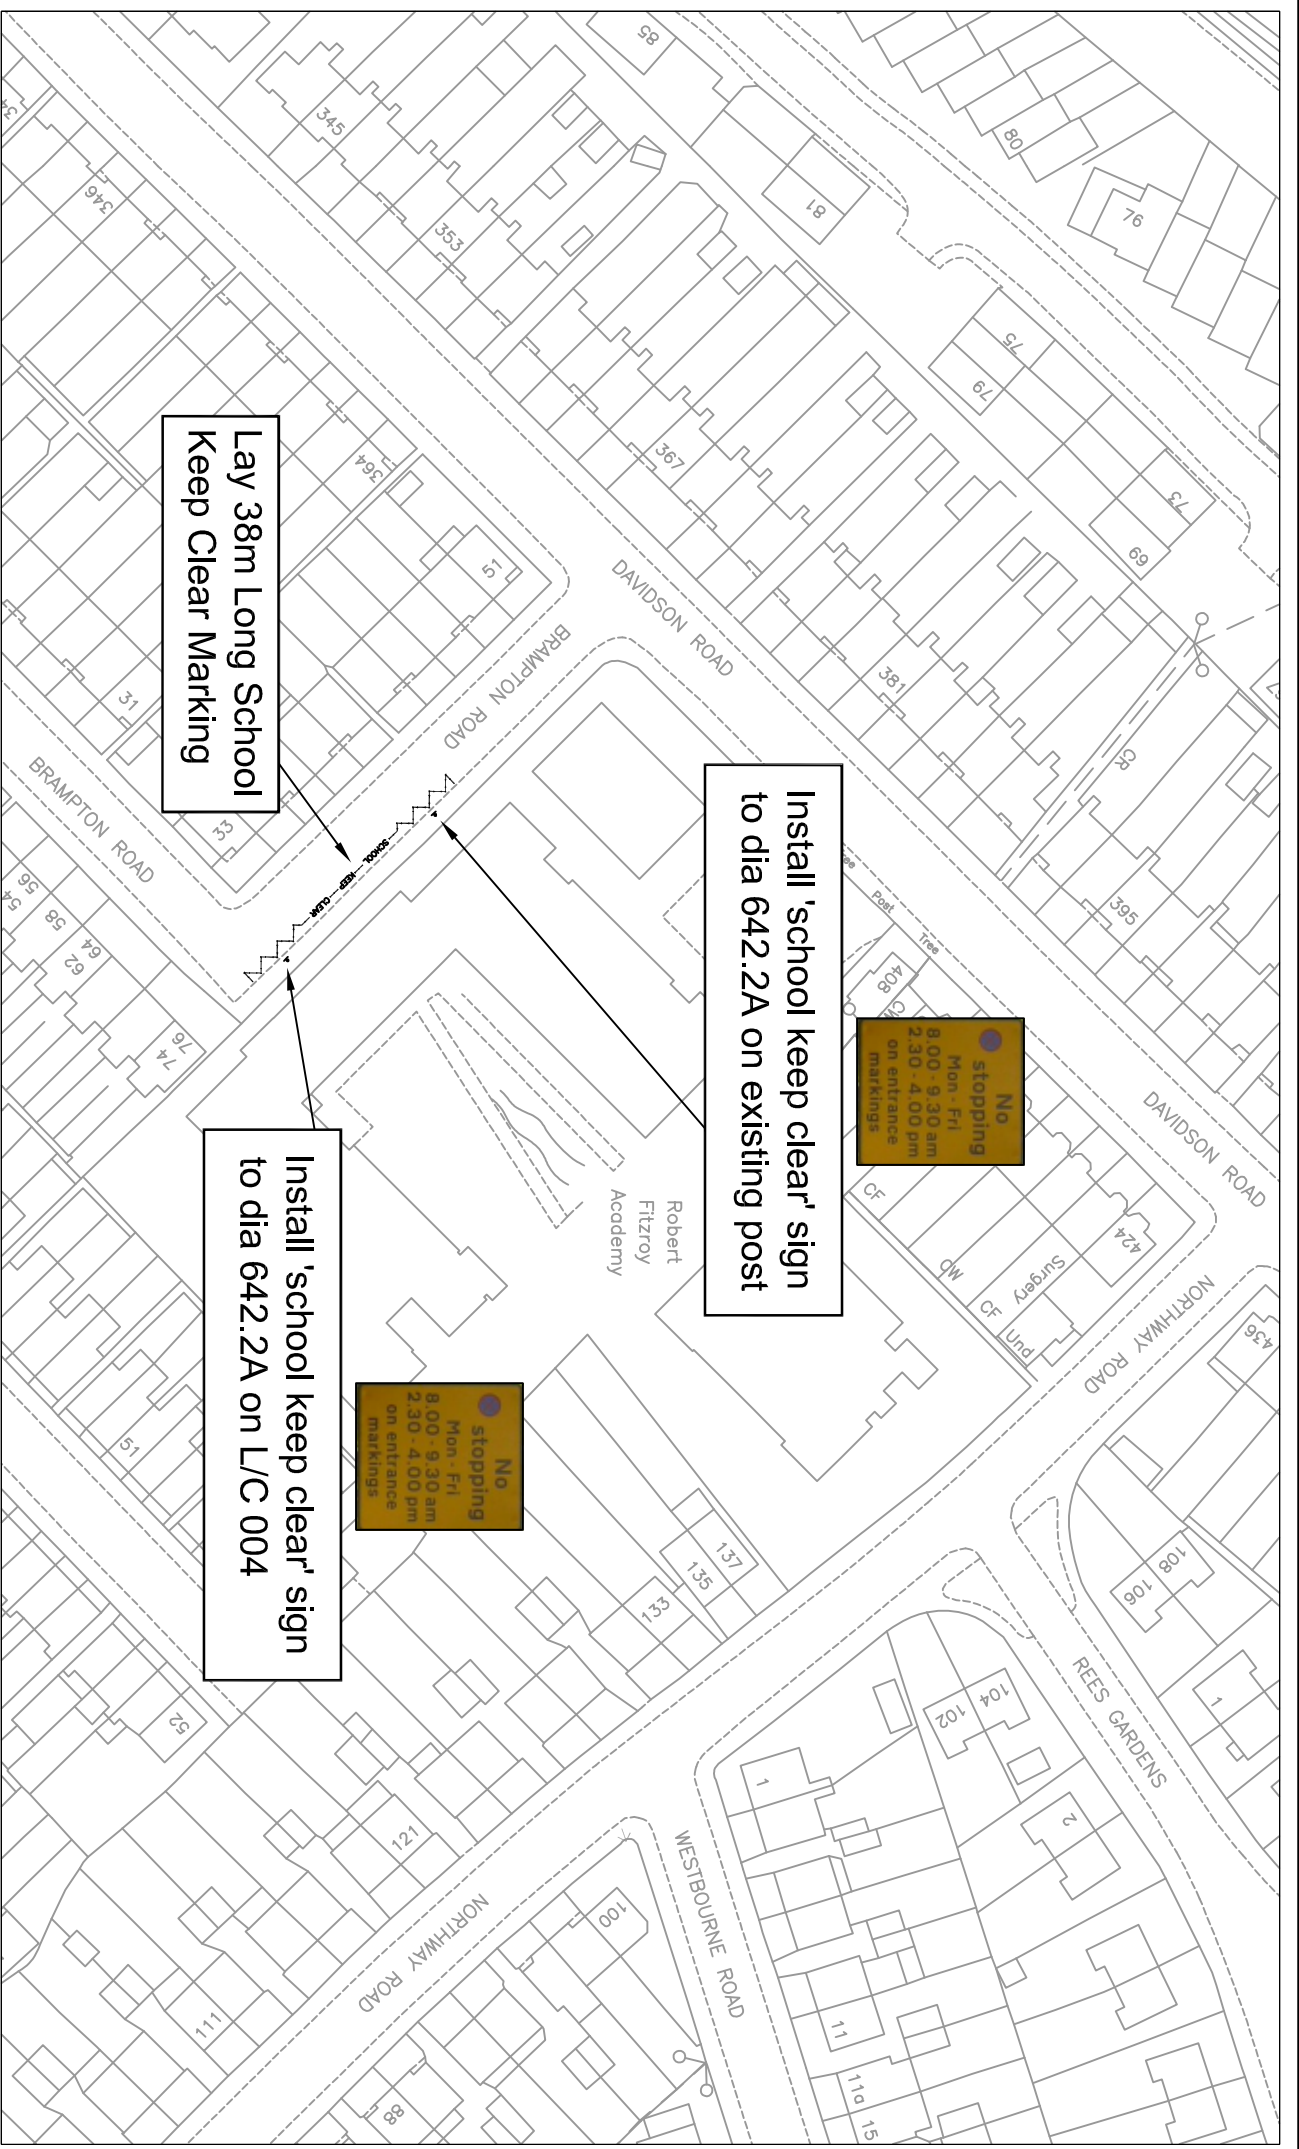 Lay 38m Long School
Keep Clear Marking
Install 'school keep clear' sign
to dia 642.2A on existing post
No
stopping
Mon - Fri
8.00 - 9.30 am
2.30 - 4.00 pm
on entrance
markings
Install 'school keep clear' sign
to dia 642.2A on L/C 004
No
stopping
Mon - Fri
8.00 - 9.30 am
2.30 - 4.00 pm
on entrance
markings
SCHOOL
KEEP
CLEAR
DAVIDSON ROAD
DAVIDSON ROAD
BRAMPTON ROAD
BRAMPTON ROAD
NORTHWAY ROAD
NORTHWAY ROAD
REES GARDENS
WESTBOURNE ROAD
Robert
Fitzroy
Academy
Surgery
Und
CF
CW
CF
CR
Post
Tree
85
81
80
76
75
79
73
69
345
353
367
381
395
346
364
51
31
33
56
54
58
62
64
74
76
408
424
436
108
106
1
104
102
2
1
11
11a
15
137
135
133
121
111
100
88
51
52